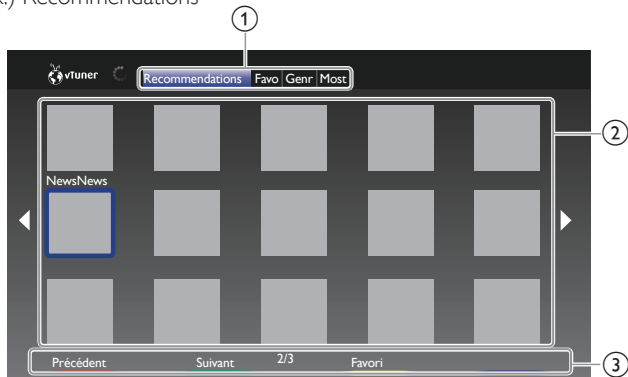 x.) Recommendations
1
vTuner Recommendations Favo Genr Most
2
NewsNews
Précédent Suivant 2/3 Favori
3